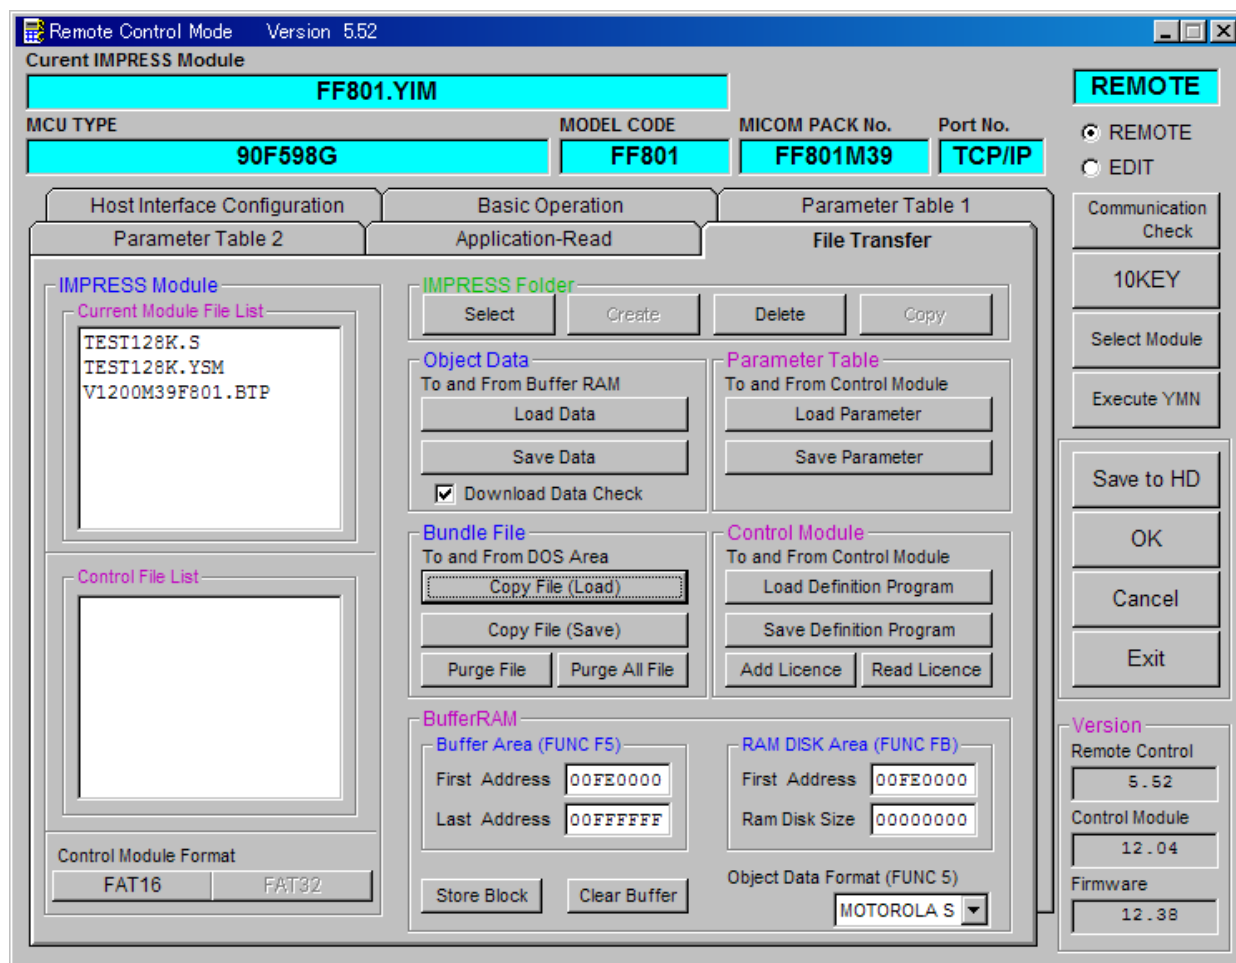 Remote Control Mode Version 5.52
Curent IMPRESS Module
FF801.YIM
REMOTE
MCU TYPE
MODEL CODE
MICOM PACK No.
Port No.
90F598G
FF801
FF801M39
TCP/IP
REMOTE
EDIT
Host Interface Configuration
Basic Operation
Parameter Table 1
Parameter Table 2
Application-Read
File Transfer
IMPRESS Module
Current Module File List
TEST128K.S
TEST128K.YSM
V1200M39F801.BTP
Control File List
Control Module Format
FAT16
FAT32
IMPRESS Folder
Select
Create
Delete
Copy
Object Data
To and From Buffer RAM
Load Data
Save Data
Download Data Check
Parameter Table
To and From Control Module
Load Parameter
Save Parameter
Bundle File
To and From DOS Area
Copy File (Load)
Copy File (Save)
Purge File
Purge All File
Control Module
To and From Control Module
Load Definition Program
Save Definition Program
Add Licence
Read Licence
BufferRAM
Buffer Area (FUNC F5)
First Address 00FE0000
Last Address 00FFFFFF
RAM DISK Area (FUNC FB)
First Address 00FE0000
Ram Disk Size 00000000
Store Block
Clear Buffer
Object Data Format (FUNC 5)
MOTOROLA S
Communication
Check
10KEY
Select Module
Execute YMN
Save to HD
OK
Cancel
Exit
Version
Remote Control
5.52
Control Module
12.04
Firmware
12.38